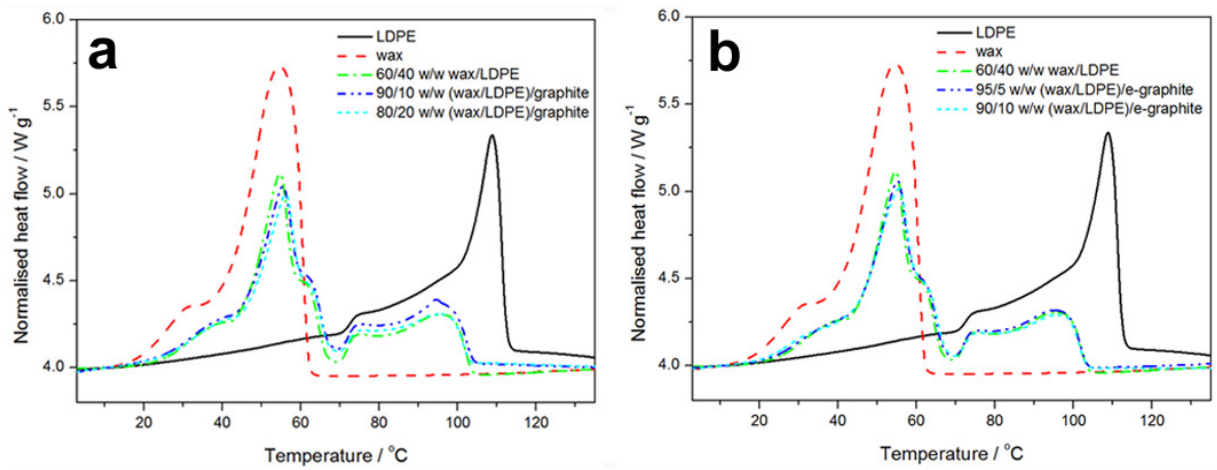 a
6.0
5.5
5.0
4.5
4.0
Normalised heat flow / W g⁻¹
LDPE
wax
60/40 w/w wax/LDPE
90/10 w/w (wax/LDPE)/graphite
80/20 w/w (wax/LDPE)/graphite
20 40 60 80 100 120
Temperature / °C
b
6.0
5.5
5.0
4.5
4.0
Normalised heat flow / W g⁻¹
LDPE
wax
60/40 w/w wax/LDPE
95/5 w/w (wax/LDPE)/e-graphite
90/10 w/w (wax/LDPE)/e-graphite
20 40 60 80 100 120
Temperature / °C